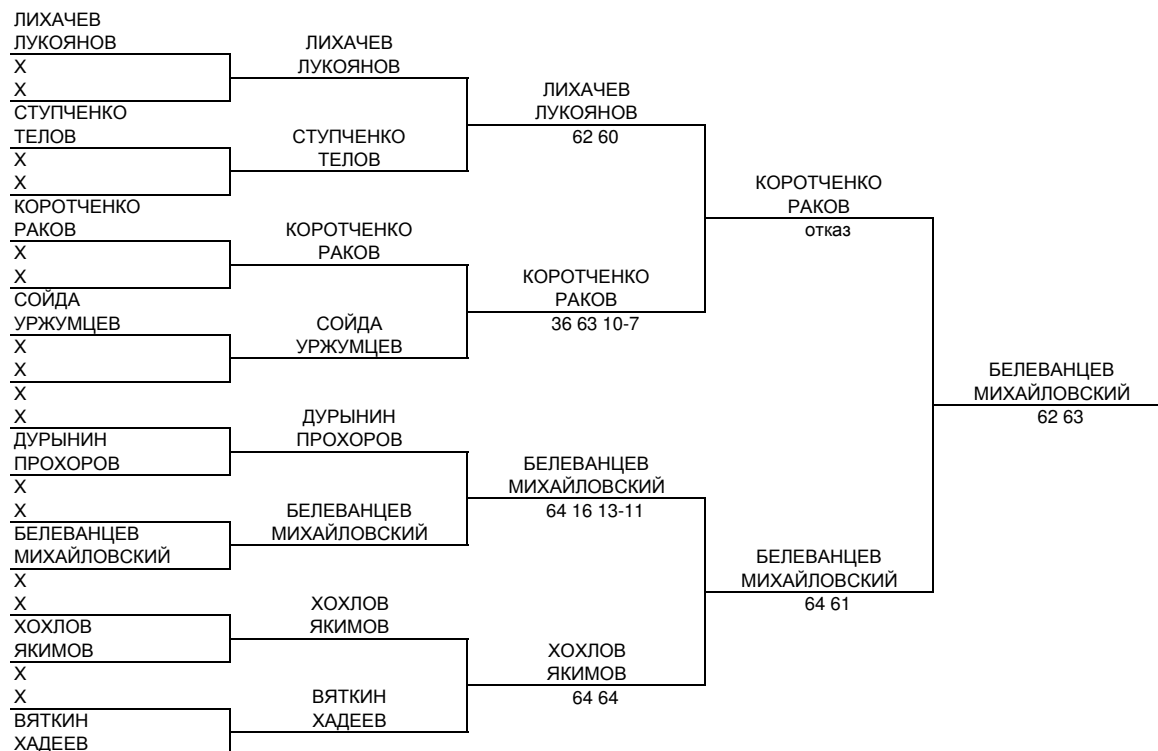 ЛИХАЧЕВ
ЛУКОЯНОВ
X
X
СТУПЧЕНКО
ТЕЛОВ
X
X
КОРОТЧЕНКО
РАКОВ
X
X
СОЙДА
УРЖУМЦЕВ
X
X
X
X
ДУРЫНИН
ПРОХОРОВ
X
X
БЕЛЕВАНЦЕВ
МИХАЙЛОВСКИЙ
X
X
ХОХЛОВ
ЯКИМОВ
X
X
ВЯТКИН
ХАДЕЕВ
ЛИХАЧЕВ
ЛУКОЯНОВ
СТУПЧЕНКО
ТЕЛОВ
КОРОТЧЕНКО
РАКОВ
СОЙДА
УРЖУМЦЕВ
ДУРЫНИН
ПРОХОРОВ
БЕЛЕВАНЦЕВ
МИХАЙЛОВСКИЙ
ХОХЛОВ
ЯКИМОВ
ВЯТКИН
ХАДЕЕВ
ЛИХАЧЕВ
ЛУКОЯНОВ
62 60
КОРОТЧЕНКО
РАКОВ
36 63 10-7
БЕЛЕВАНЦЕВ
МИХАЙЛОВСКИЙ
64 16 13-11
ХОХЛОВ
ЯКИМОВ
64 64
КОРОТЧЕНКО
РАКОВ
отказ
БЕЛЕВАНЦЕВ
МИХАЙЛОВСКИЙ
64 61
БЕЛЕВАНЦЕВ
МИХАЙЛОВСКИЙ
62 63